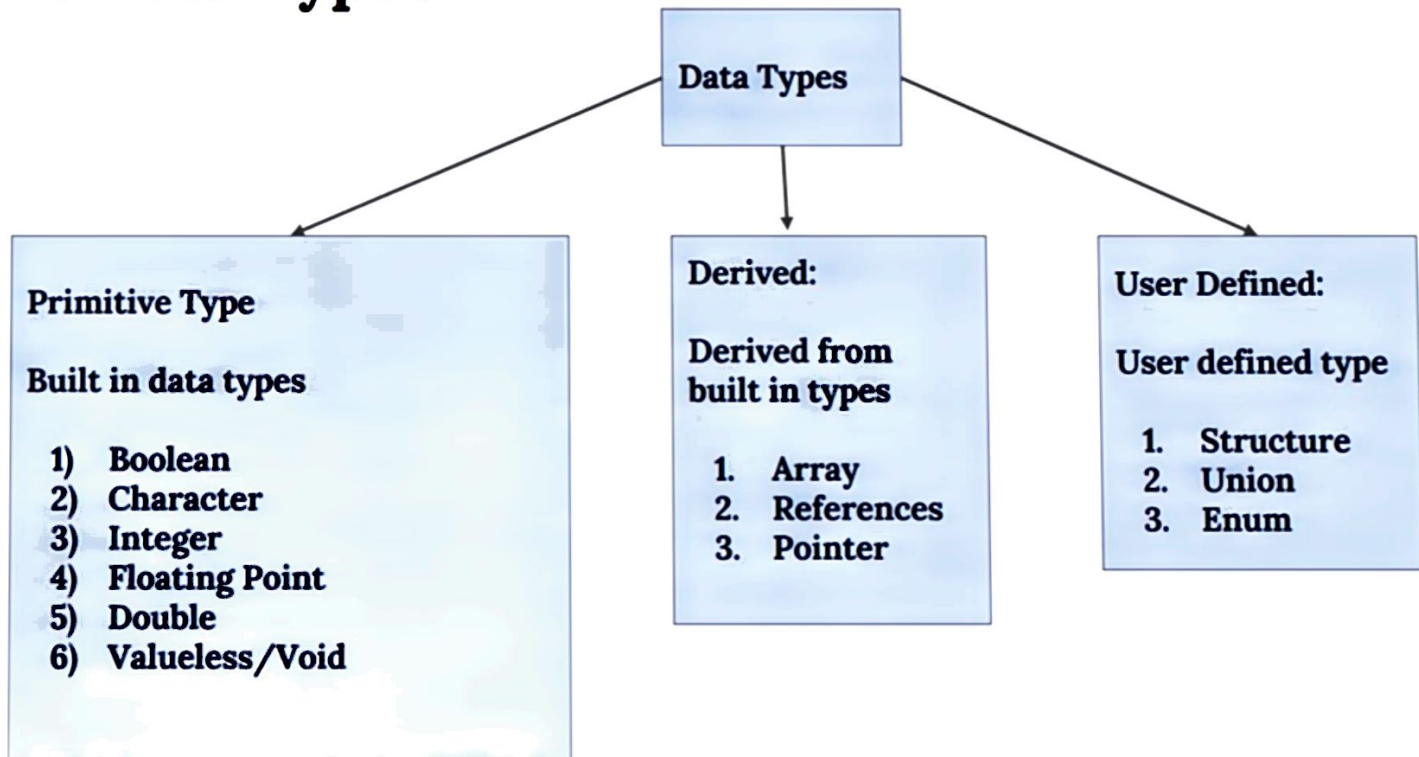 Data Types
Primitive Type
Built in data types
1) Boolean
2) Character
3) Integer
4) Floating Point
5) Double
6) Valueless/Void
Derived:
Derived from
built in types
1. Array
2. References
3. Pointer
User Defined:
User defined type
1. Structure
2. Union
3. Enum